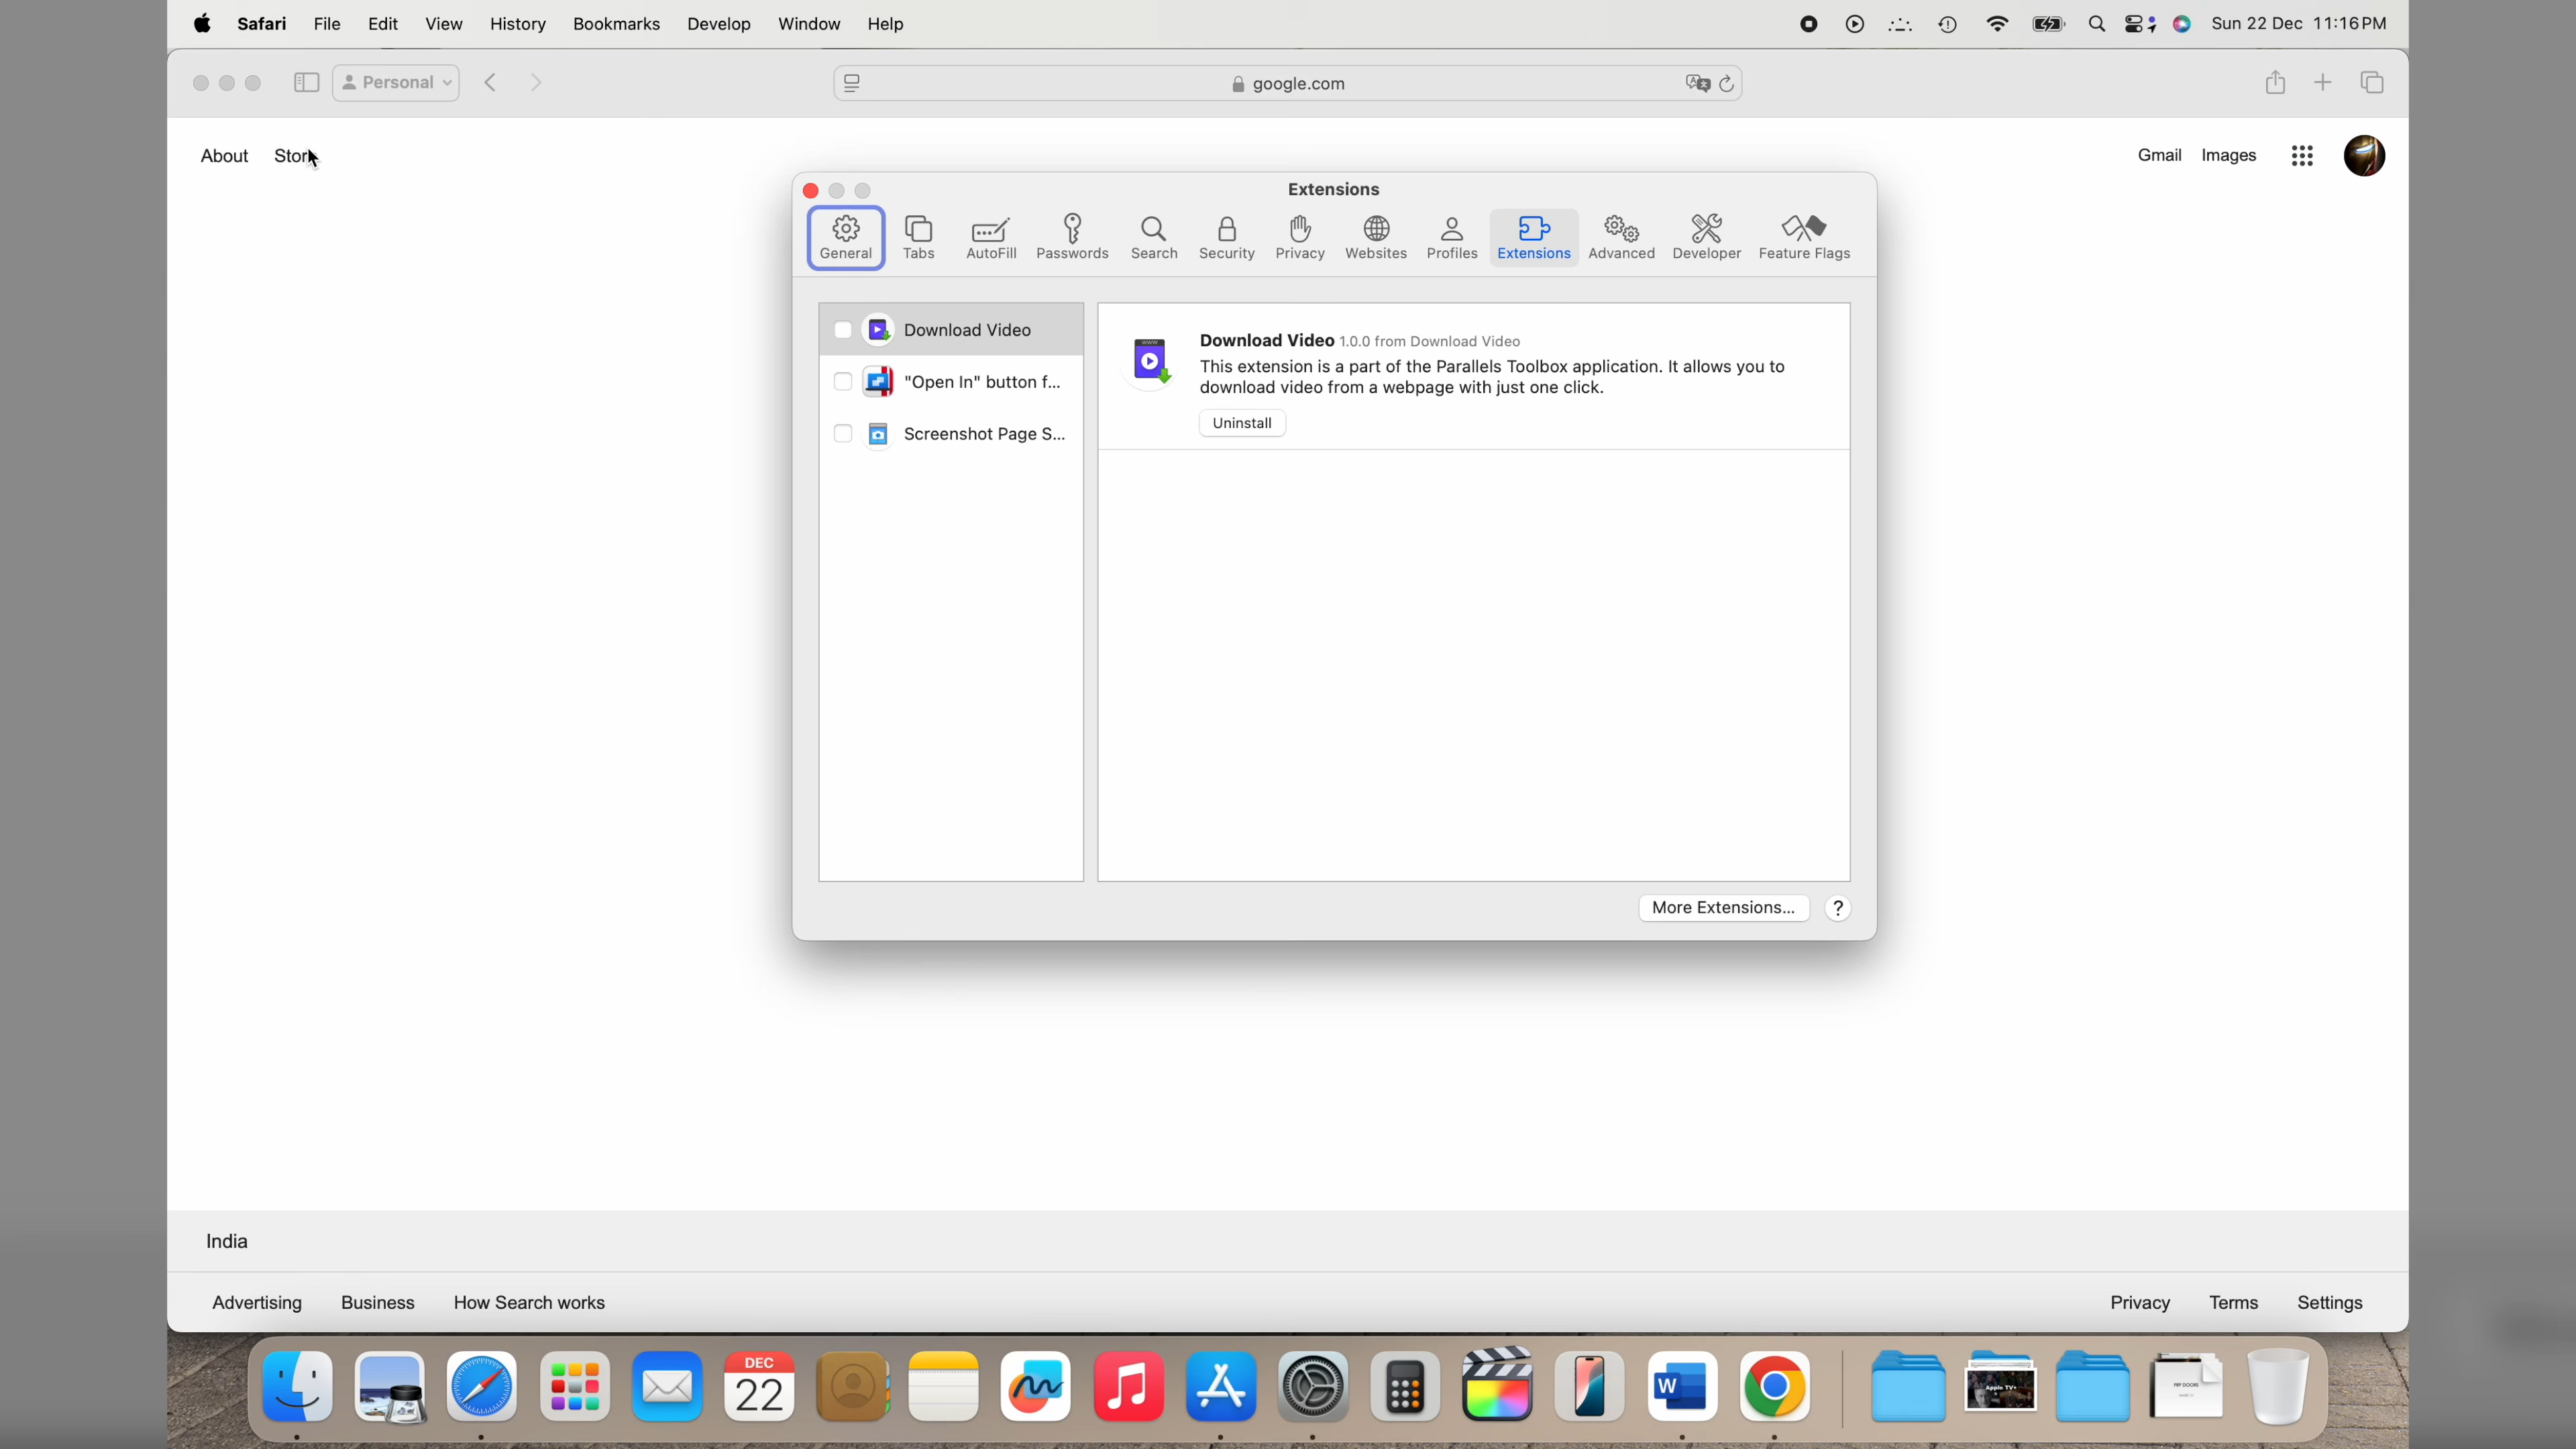 Safari File Edit View History Bookmarks Develop Window Help Sun 22 Dec 11:16 PM
Personal google.com
About Store Gmail Images
Extensions
General Tabs AutoFill Passwords Search Security Privacy Websites Profiles Extensions Advanced Developer Feature Flags
Download Video
"Open In" button f...
Screenshot Page S...
Download Video 1.0.0 from Download Video
This extension is a part of the Parallels Toolbox application. It allows you to
download video from a webpage with just one click.
Uninstall
More Extensions... ?
India
Advertising Business How Search works Privacy Terms Settings
DEC
22
W
Apple TV+